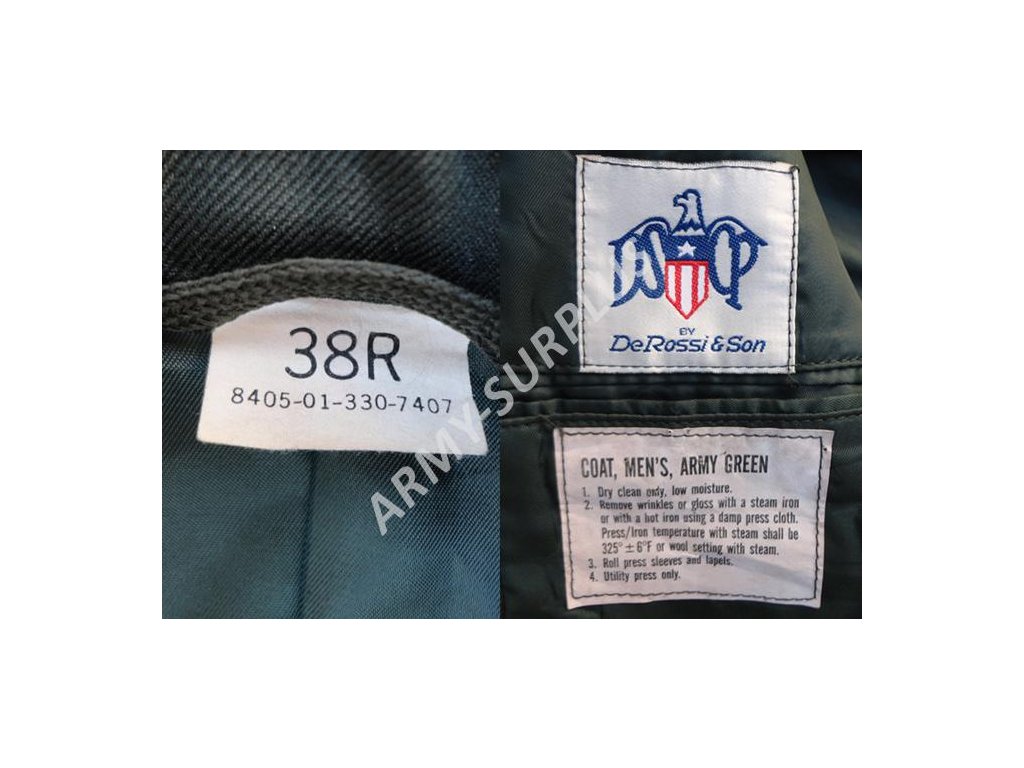 38R
8405-01-330-7407
DSCP
BY
DeRossi & Son
COAT, MEN'S, ARMY GREEN
1. Dry clean only, low moisture.
2. Remove wrinkles or gloss with a steam iron
or with a hot iron using a damp press cloth.
Press/Iron temperature with steam shall be
325° ± 6°F or wool setting with steam.
3. Roll press sleeves and lapels.
4. Utility press only.
ARMY-SURPLUS